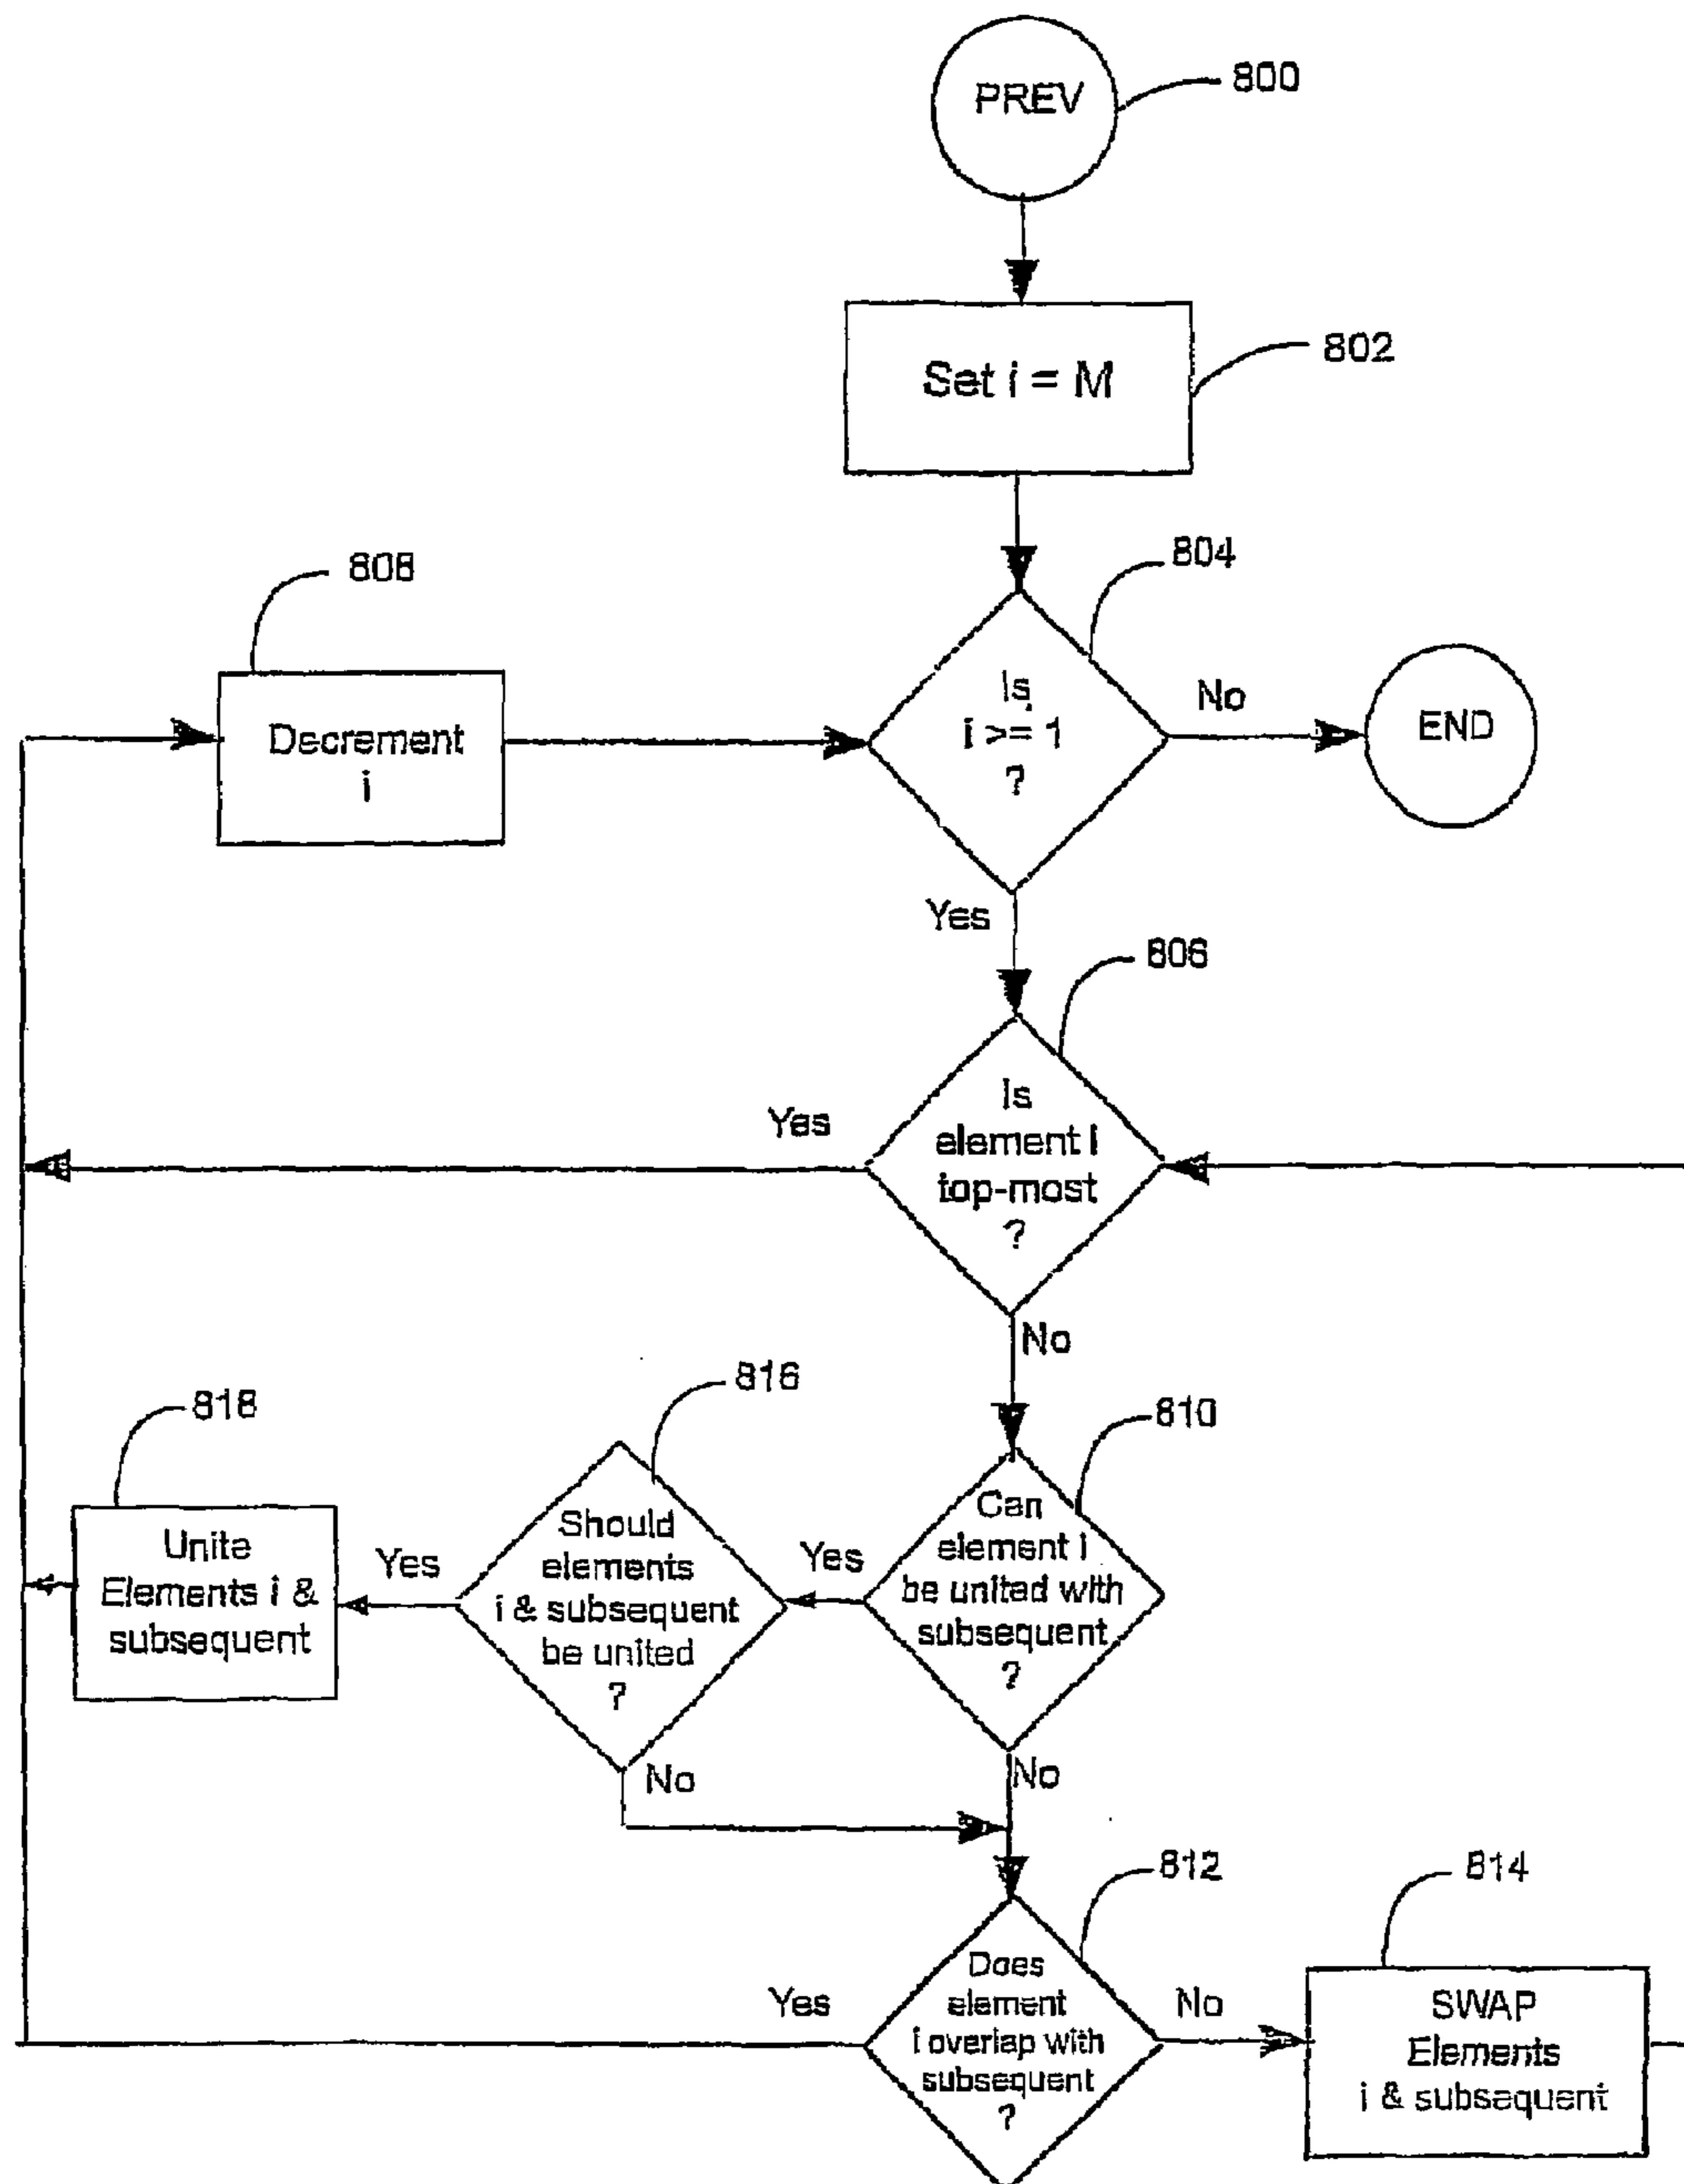 PREV
800
Set i = M
802
808
Decrement
i
804
Is
i >= 1
?
No
END
Yes
806
Is
element i
top-most
?
Yes
No
818
Unite
Elements i &
subsequent
Yes
816
Should
elements
i & subsequent
be united
?
Yes
810
Can
element i
be united with
subsequent
?
No
No
812
Does
element
i overlap with
subsequent
?
Yes
No
814
SWAP
Elements
i & subsequent